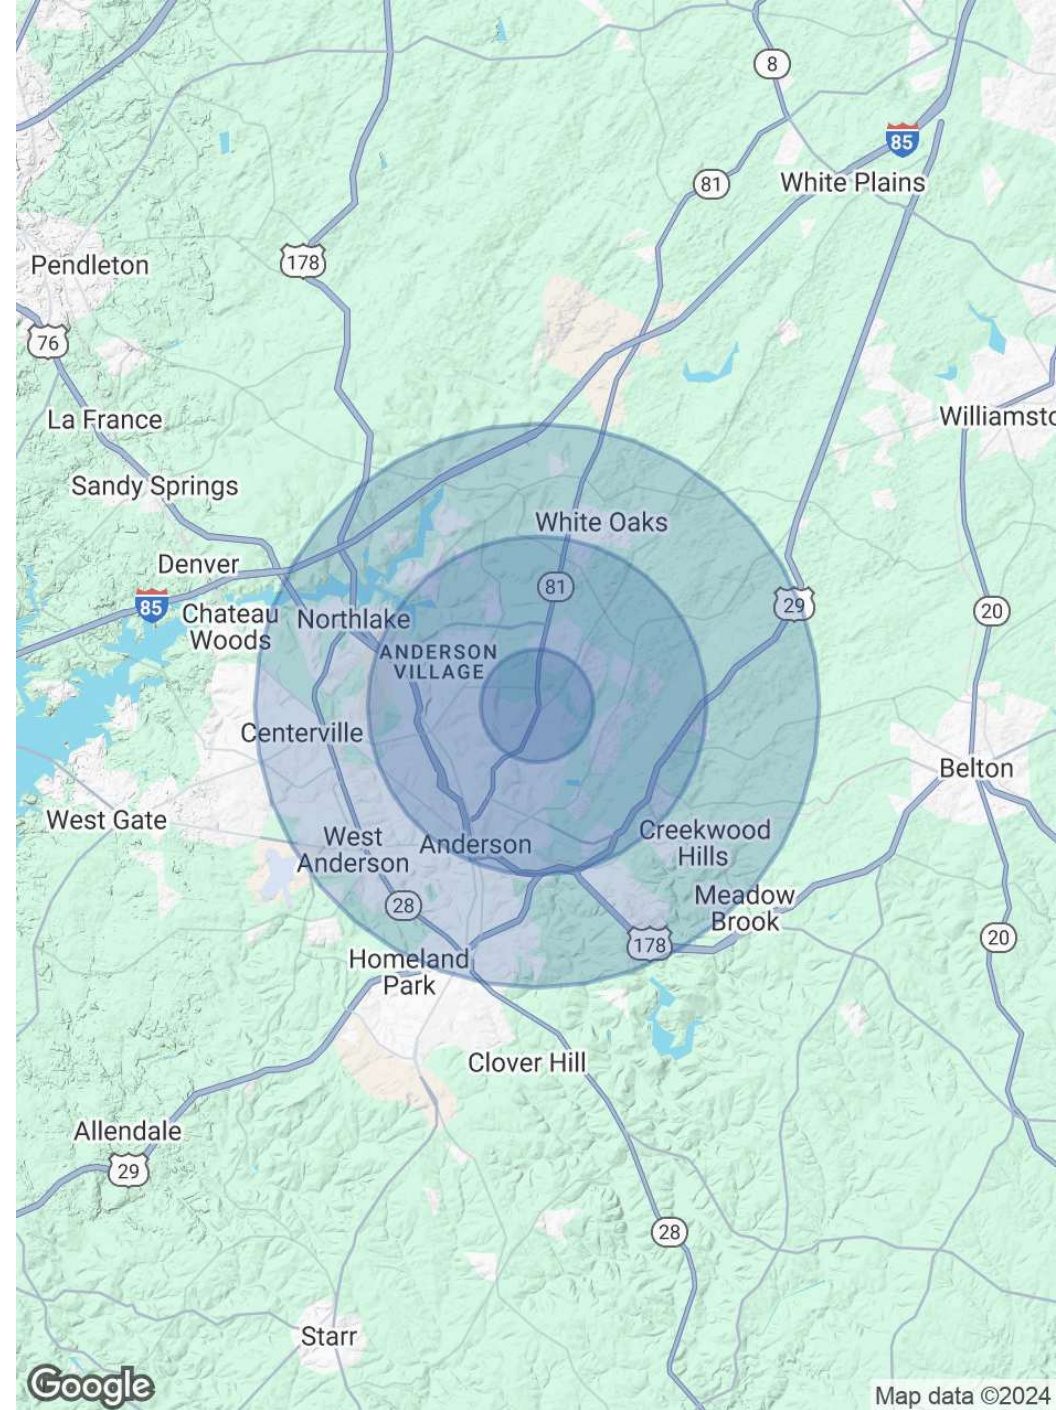 8
85
White Plains
81
178
Pendleton
76
La France
Williamsto
Sandy Springs
White Oaks
Denver
81
85
29
20
Chateau
Woods
Northlake
ANDERSON
VILLAGE
Centerville
Belton
West Gate
West
Anderson
Anderson
Creekwood
Hills
28
Meadow
Brook
178
20
Homeland
Park
Clover Hill
Allendale
29
28
Starr
Google
Map data ©2024